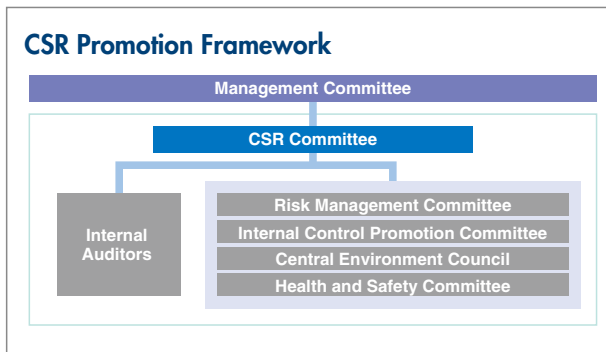 CSR Promotion Framework
Management Committee
CSR Committee
Internal
Auditors
Risk Management Committee
Internal Control Promotion Committee
Central Environment Council
Health and Safety Committee